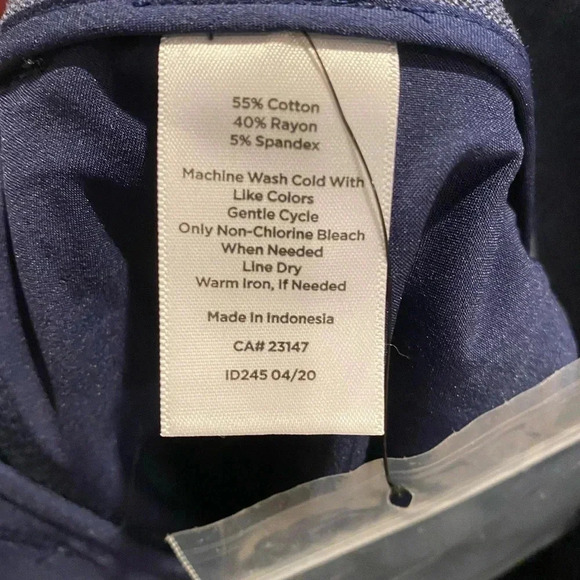 55% Cotton
40% Rayon
5% Spandex
Machine Wash Cold With
Like Colors
Gentle Cycle
Only Non-Chlorine Bleach
When Needed
Line Dry
Warm Iron, If Needed
Made In Indonesia
CA# 23147
ID245 04/20